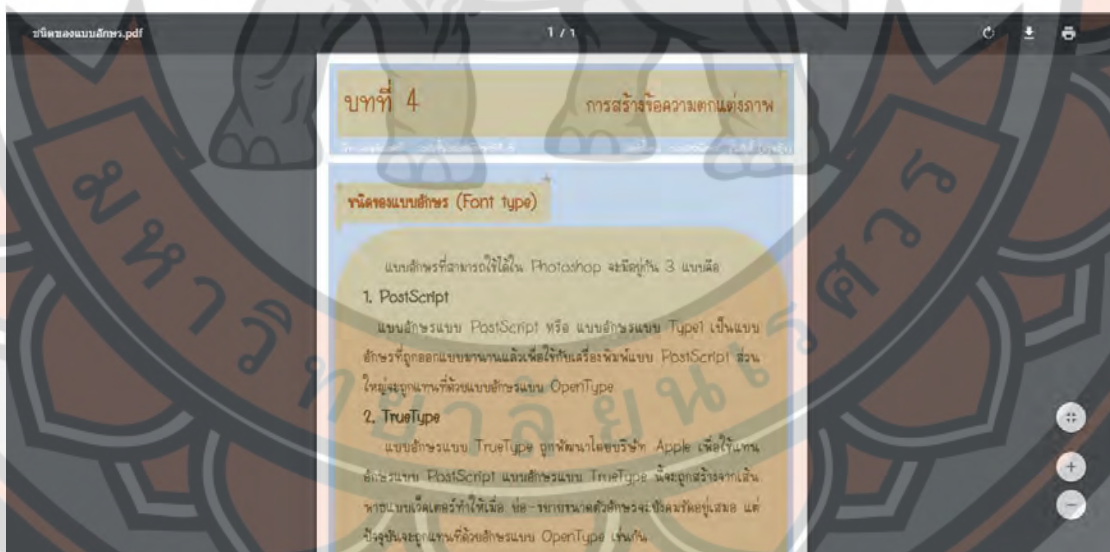 ชนิดของแบบอักษร.pdf
1 / 1
บทที่ 4
การสร้างข้อความตกแต่งภาพ
ชนิดของแบบอักษร (Font type)
แบบอักษรที่สามารถใช้ได้ใน Photoshop จะมีอยู่กัน 3 แบบคือ
1. PostScript
แบบอักษรแบบ PostScript หรือ แบบอักษรแบบ Type1 เป็นแบบ
อักษรที่ถูกออกแบบมานานแล้วเพื่อใช้กับเครื่องพิมพ์แบบ PostScript ส่วน
ใหญ่จะถูกแทนที่ด้วยแบบอักษรแบบ OpenType
2. TrueType
แบบอักษรแบบ TrueType ถูกพัฒนาโดยบริษัท Apple เพื่อใช้แทน
อักษรแบบ PostScript แบบอักษรแบบ TrueType นี้จะถูกสร้างจากเส้น
พาธแบบเว็คเตอร์ทำให้เมื่อ ย่อ-ขยายขนาดตัวอักษรจะยังคมชัดอยู่เสมอ แต่
ปัจจุบันจะถูกแทนที่ด้วยอักษรแบบ OpenType เช่นกัน
มหาวิทยาลัยนเรศวร